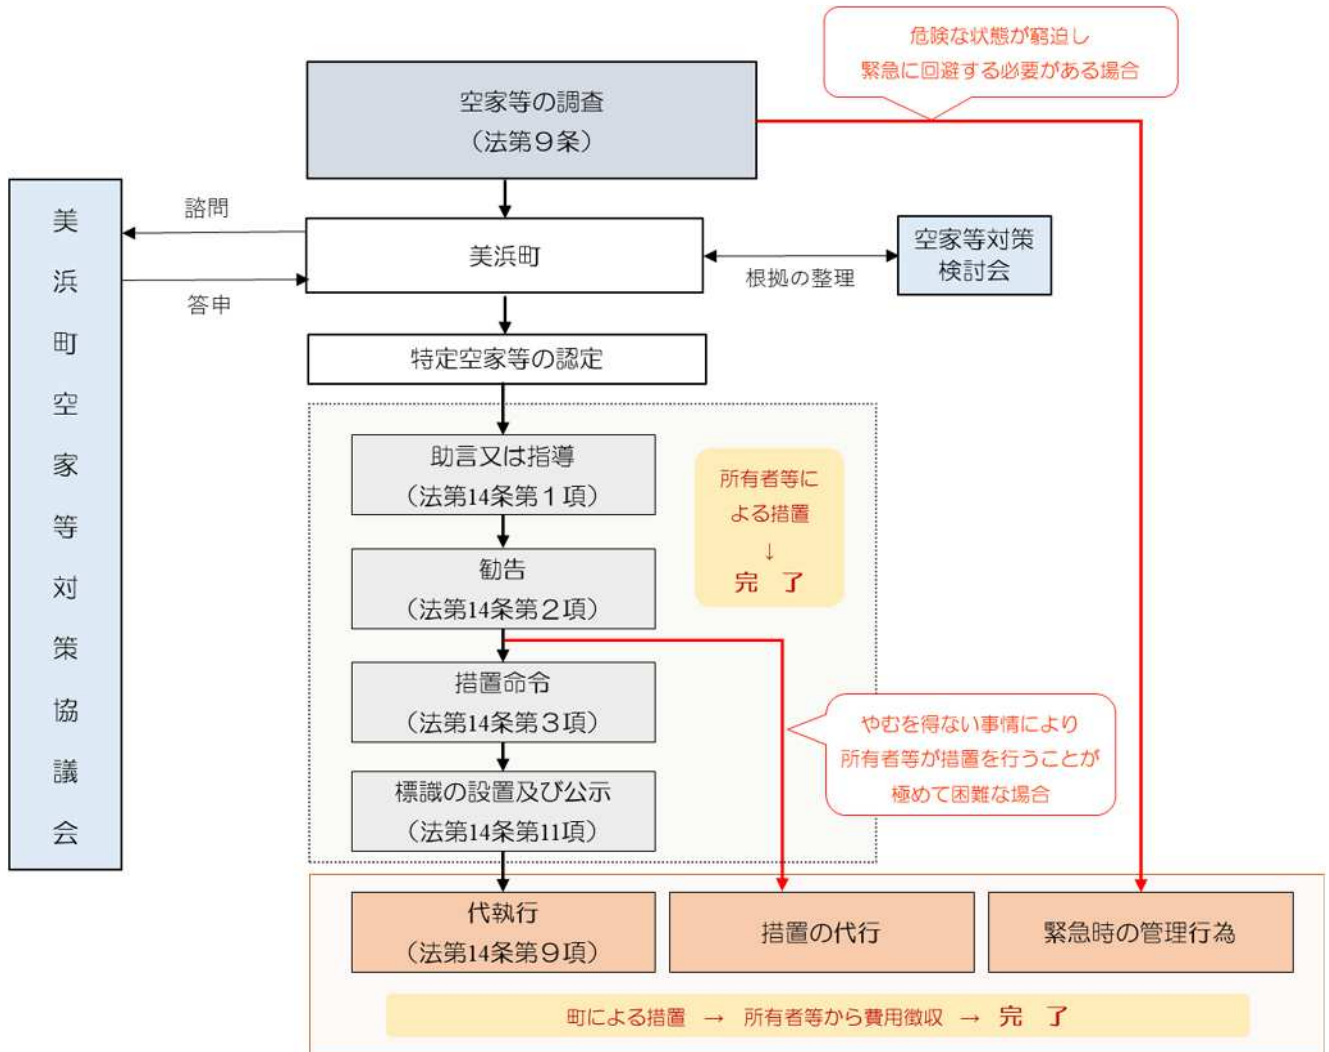 危険な状態が窮迫し
緊急に回避する必要がある場合
空家等の調査
（法第９条）
美浜町空家等対策協議会
諮問
答申
美浜町
根拠の整理
空家等対策
検討会
特定空家等の認定
助言又は指導
（法第14条第１項）
所有者等に
よる措置
↓
完　了
勧告
（法第14条第２項）
措置命令
（法第14条第３項）
やむを得ない事情により
所有者等が措置を行うことが
極めて困難な場合
標識の設置及び公示
（法第14条第11項）
代執行
（法第14条第９項）
措置の代行
緊急時の管理行為
町による措置　→　所有者等から費用徴収　→　完　了